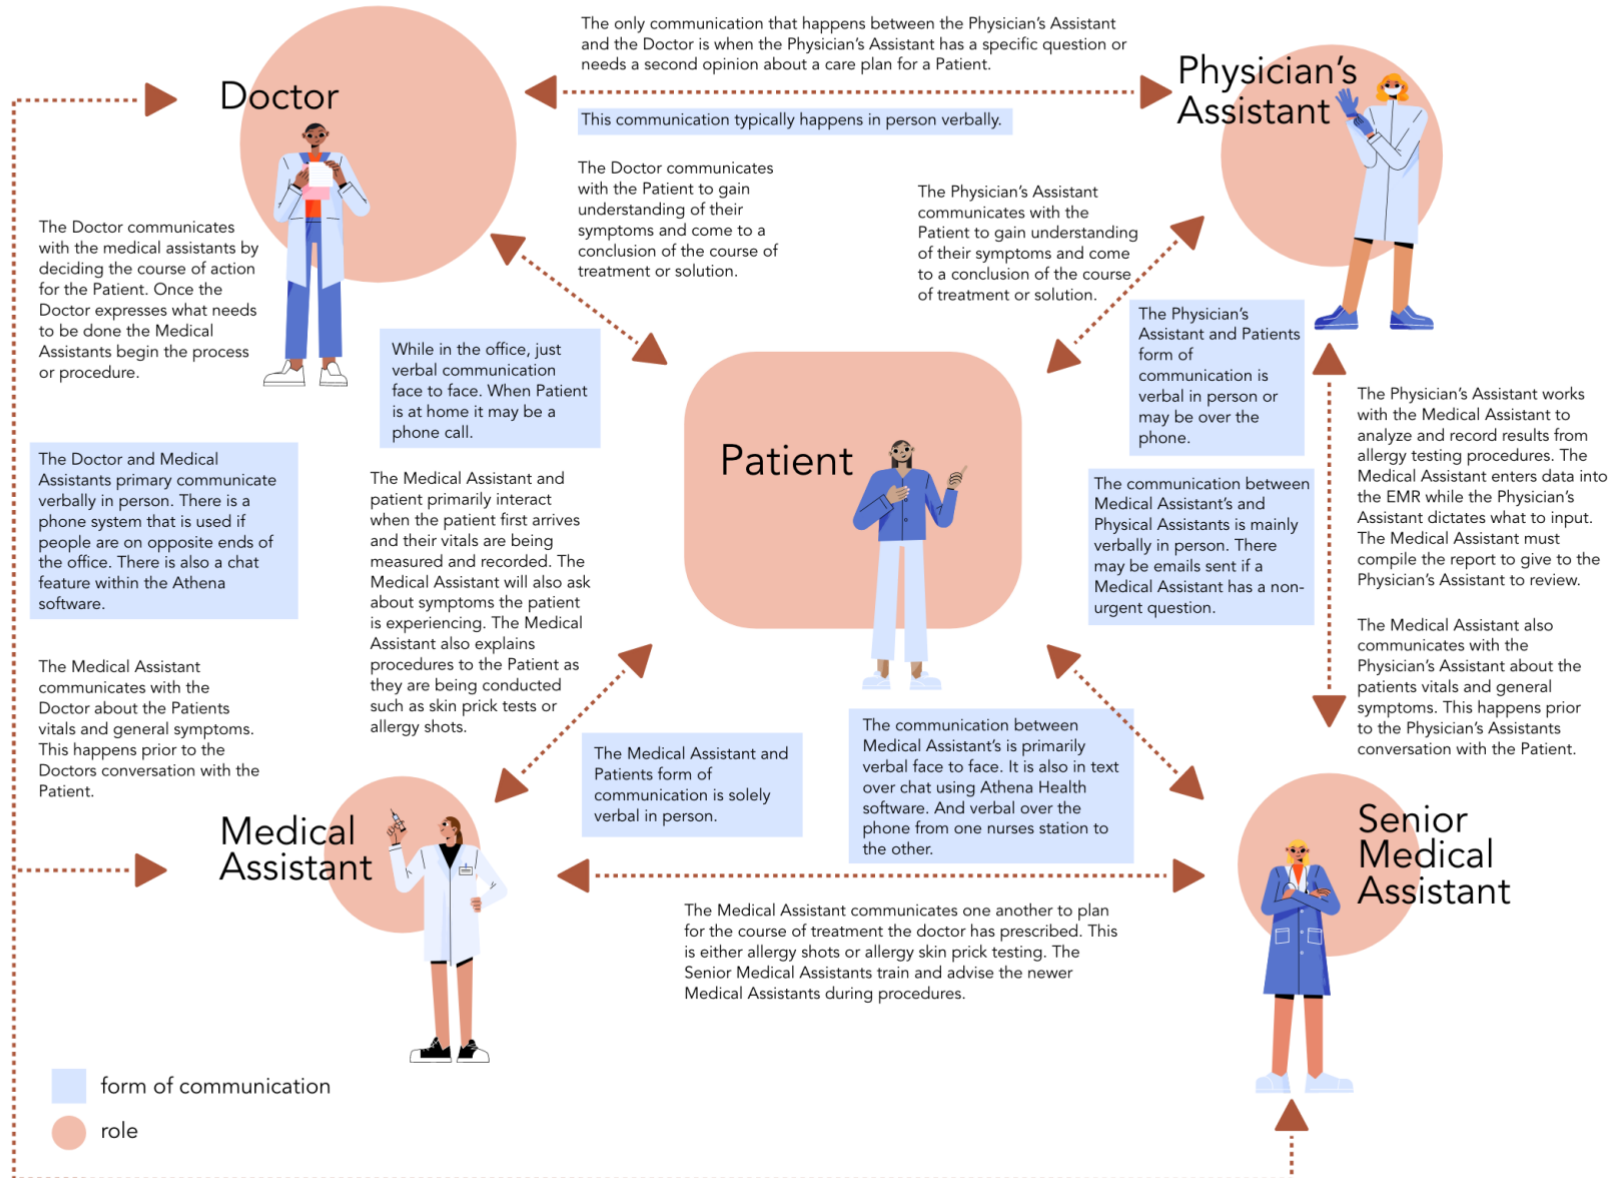 The only communication that happens between the Physician's Assistant
and the Doctor is when the Physician's Assistant has a specific question or
needs a second opinion about a care plan for a Patient.
This communication typically happens in person verbally.
Doctor
Physician's
Assistant
The Doctor communicates
with the Patient to gain
understanding of their
symptoms and come to a
conclusion of the course of
treatment or solution.
The Physician's Assistant
communicates with the
Patient to gain understanding
of their symptoms and come
to a conclusion of the course
of treatment or solution.
The Doctor communicates
with the medical assistants by
deciding the course of action
for the Patient. Once the
Doctor expresses what needs
to be done the Medical
Assistants begin the process
or procedure.
While in the office, just
verbal communication
face to face. When Patient
is at home it may be a
phone call.
The Physician's
Assistant and Patients
form of
communication is
verbal in person or
may be over the
phone.
The Physician's Assistant works
with the Medical Assistant to
analyze and record results from
allergy testing procedures. The
Medical Assistant enters data into
the EMR while the Physician's
Assistant dictates what to input.
The Medical Assistant must
compile the report to give to the
Physician's Assistant to review.
The Doctor and Medical
Assistants primary communicate
verbally in person. There is a
phone system that is used if
people are on opposite ends of
the office. There is also a chat
feature within the Athena
software.
Patient
The Medical Assistant and
patient primarily interact
when the patient first arrives
and their vitals are being
measured and recorded. The
Medical Assistant will also ask
about symptoms the patient
is experiencing. The Medical
Assistant also explains
procedures to the Patient as
they are being conducted
such as skin prick tests or
allergy shots.
The communication between
Medical Assistant's and
Physical Assistants is mainly
verbally in person. There
may be emails sent if a
Medical Assistant has a non-
urgent question.
The Medical Assistant also
communicates with the
Physician's Assistant about the
patients vitals and general
symptoms. This happens prior
to the Physician's Assistants
conversation with the Patient.
The Medical Assistant
communicates with the
Doctor about the Patients
vitals and general symptoms.
This happens prior to the
Doctors conversation with the
Patient.
The Medical Assistant and
Patients form of
communication is solely
verbal in person.
The communication between
Medical Assistant's is primarily
verbal face to face. It is also in text
over chat using Athena Health
software. And verbal over the
phone from one nurses station to
the other.
Medical
Assistant
Senior
Medical
Assistant
The Medical Assistant communicates one another to plan
for the course of treatment the doctor has prescribed. This
is either allergy shots or allergy skin prick testing. The
Senior Medical Assistants train and advise the newer
Medical Assistants during procedures.
form of communication
role